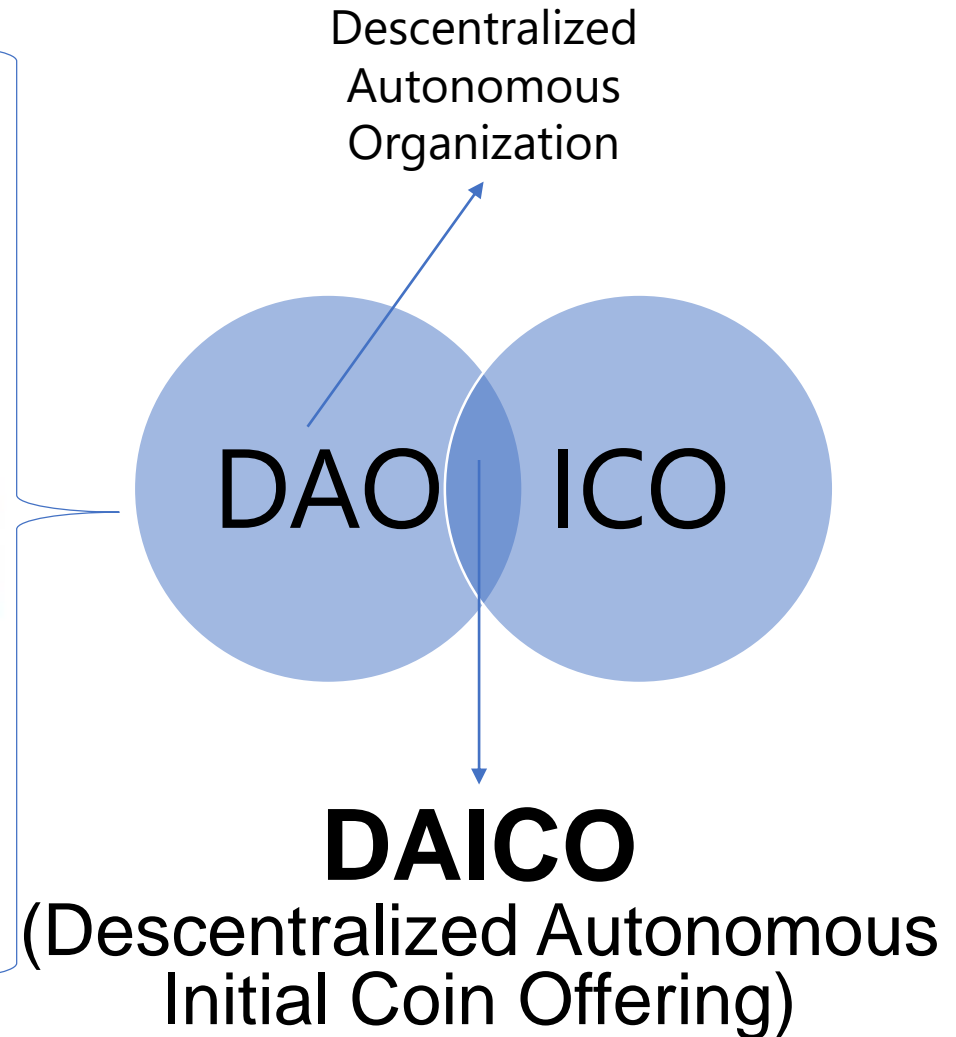 Descentralized
Autonomous
Organization
DAO
ICO
DAICO
(Descentralized Autonomous
Initial Coin Offering)